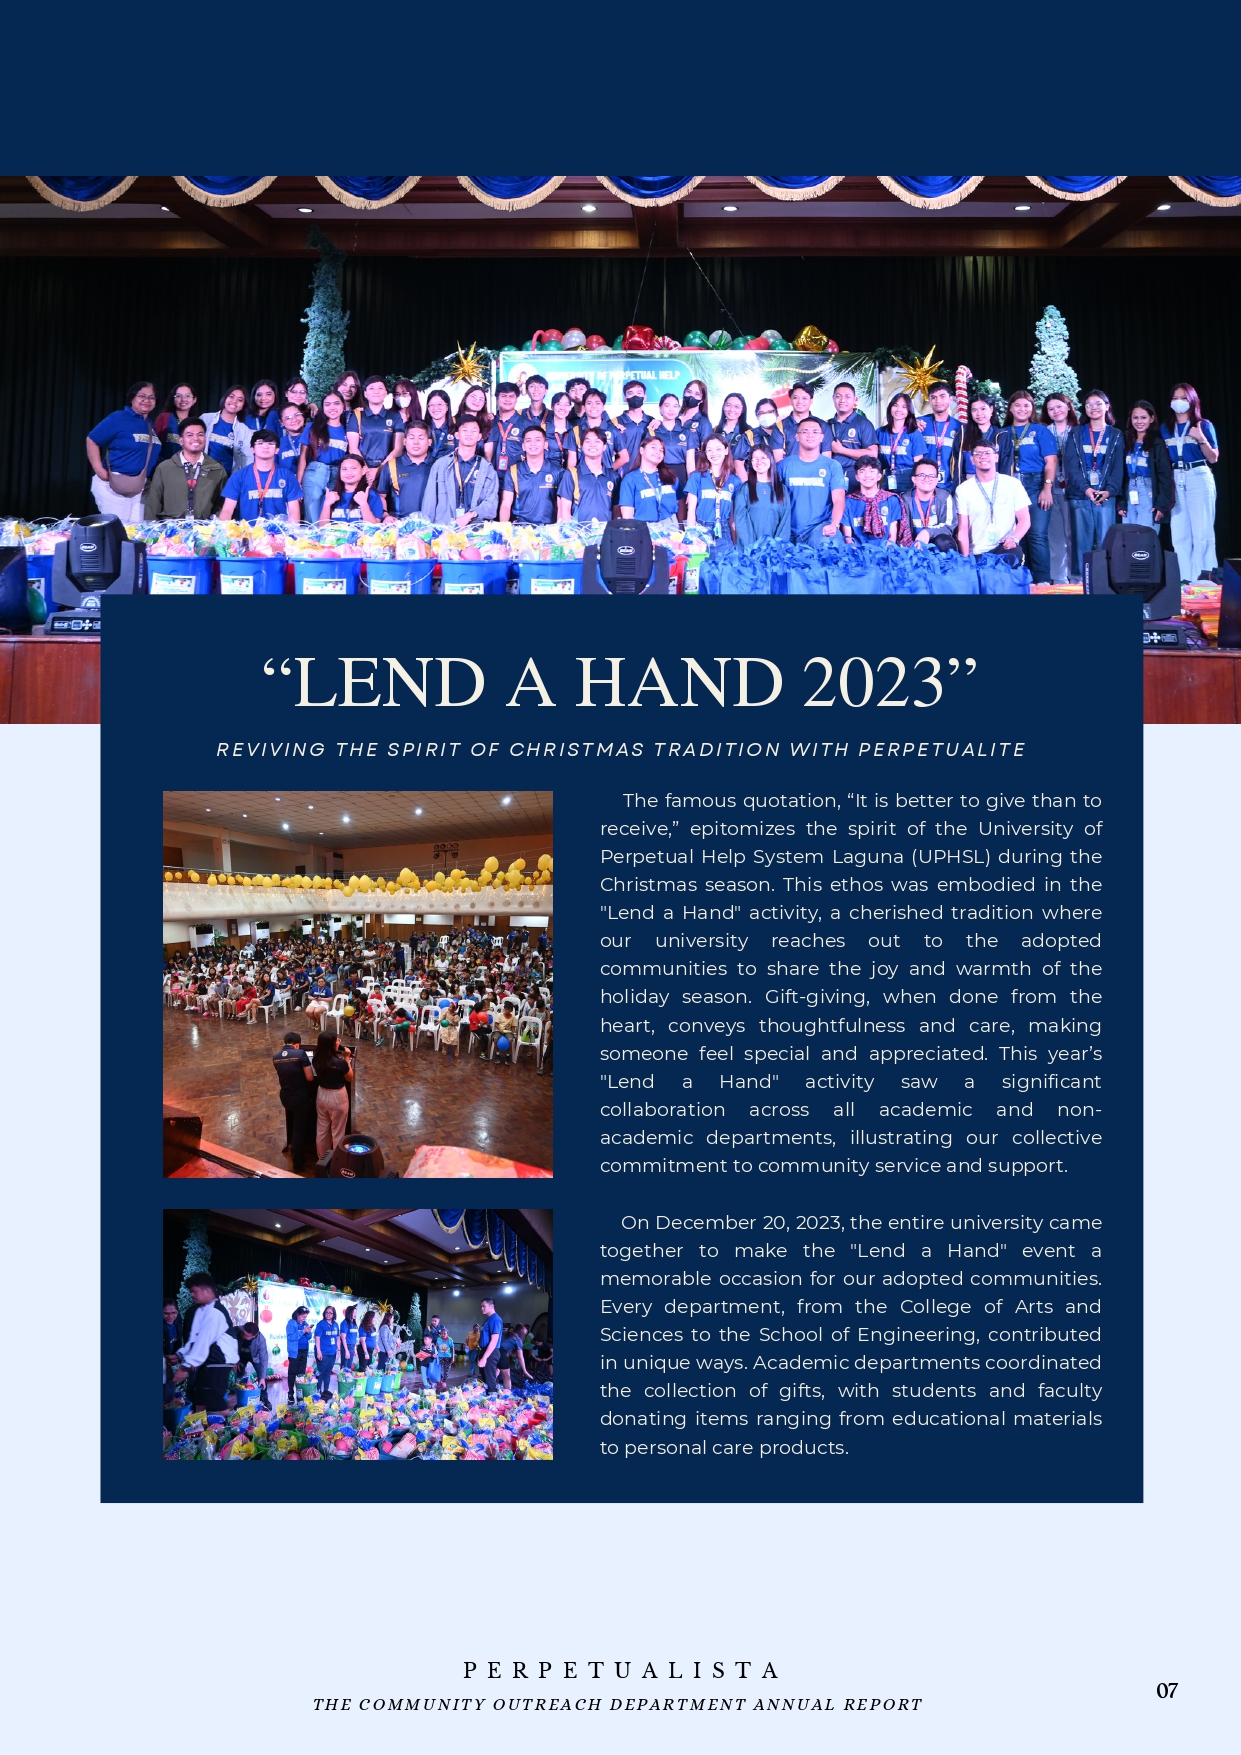 PERPETUAL HELP
“LEND A HAND 2023”
REVIVING THE SPIRIT OF CHRISTMAS TRADITION WITH PERPETUALITE
The famous quotation, “It is better to give than to
receive,” epitomizes the spirit of the University of
Perpetual Help System Laguna (UPHSL) during the
Christmas season. This ethos was embodied in the
"Lend a Hand" activity, a cherished tradition where
our university reaches out to the adopted
communities to share the joy and warmth of the
holiday season. Gift-giving, when done from the
heart, conveys thoughtfulness and care, making
someone feel special and appreciated. This year’s
"Lend a Hand" activity saw a significant
collaboration across all academic and non-
academic departments, illustrating our collective
commitment to community service and support.
On December 20, 2023, the entire university came
together to make the "Lend a Hand" event a
memorable occasion for our adopted communities.
Every department, from the College of Arts and
Sciences to the School of Engineering, contributed
in unique ways. Academic departments coordinated
the collection of gifts, with students and faculty
donating items ranging from educational materials
to personal care products.
PERPETUALISTA
THE COMMUNITY OUTREACH DEPARTMENT ANNUAL REPORT
07